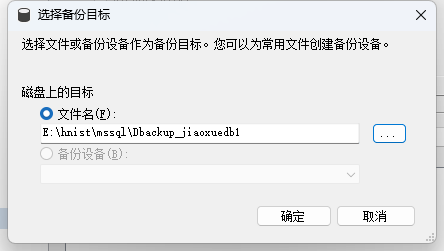 选择备份目标
选择文件或备份设备作为备份目标。您可以为常用文件创建备份设备。
磁盘上的目标
文件名(F):
E:\hnist\mssql\Dbackup_jiaoxuedb1
...
备份设备(B):
确定
取消